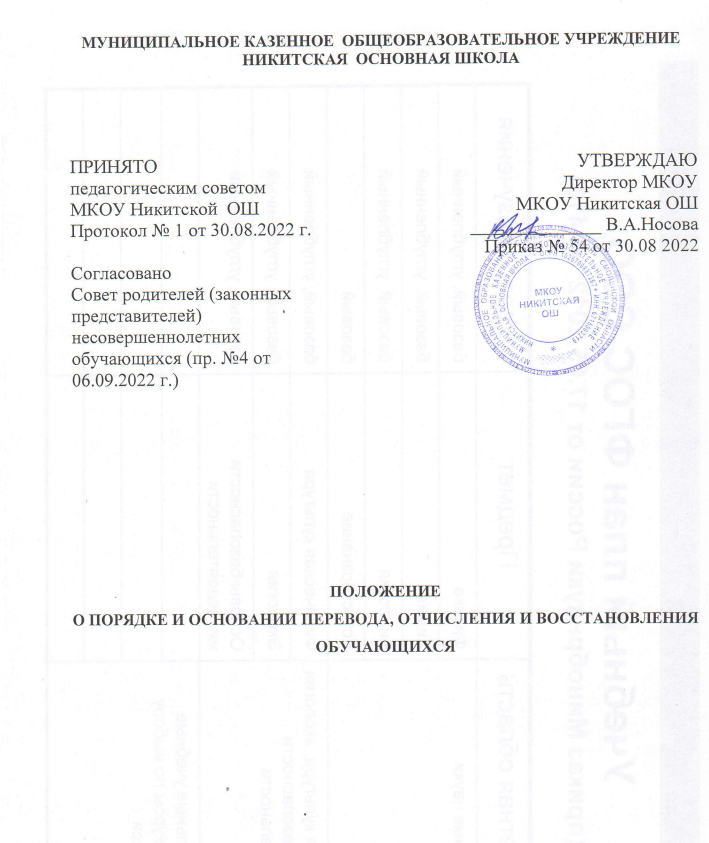 МУНИЦИПАЛЬНОЕ КАЗЕННОЕ ОБЩЕОБРАЗОВАТЕЛЬНОЕ УЧРЕЖДЕНИЕ
НИКИТСКАЯ ОСНОВНАЯ ШКОЛА
ПРИНЯТО
педагогическим советом
МКОУ Никитской ОШ
Протокол № 1 от 30.08.2022 г.
Согласовано
Совет родителей (законных
представителей)
несовершеннолетних
обучающихся (пр. №4 от
06.09.2022 г.)
УТВЕРЖДАЮ
Директор МКОУ
МКОУ Никитская ОШ
В.А.Носова
Приказ № 54 от 30.08 2022
МКОУ
НИКИТСКАЯ
ОШ
ПОЛОЖЕНИЕ
О ПОРЯДКЕ И ОСНОВАНИИ ПЕРЕВОДА, ОТЧИСЛЕНИЯ И ВОССТАНОВЛЕНИЯ
ОБУЧАЮЩИХСЯ